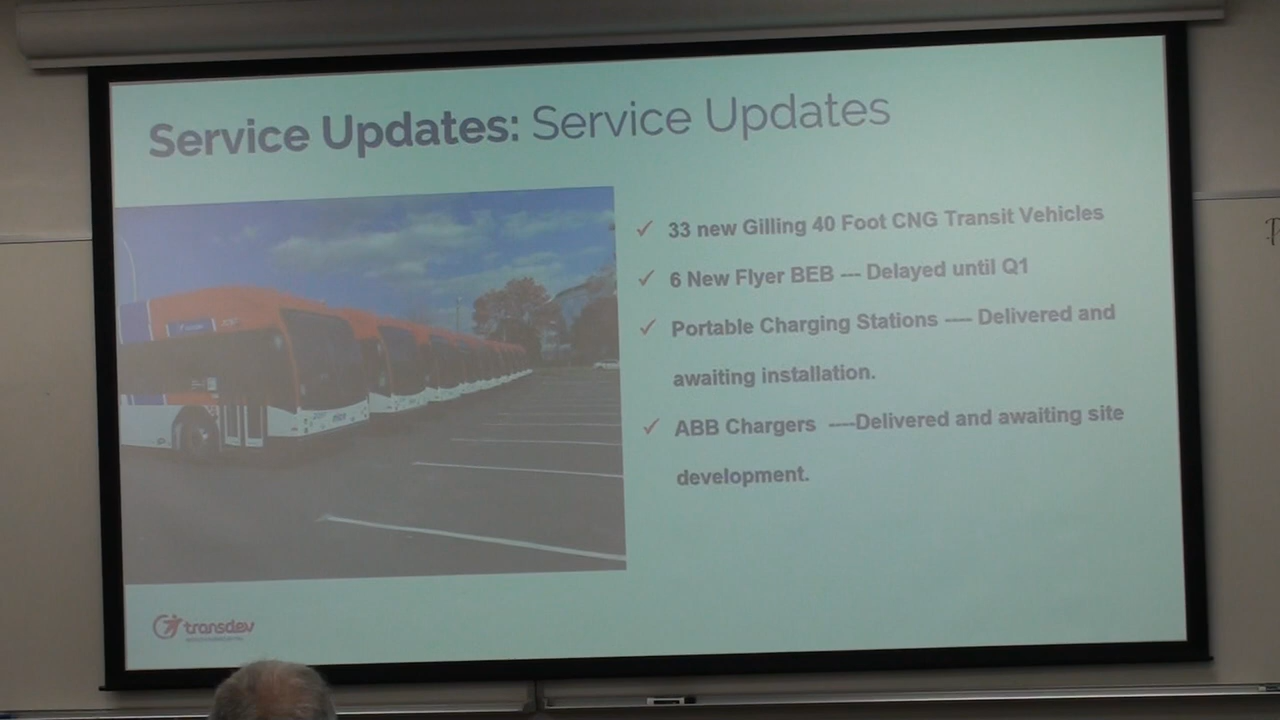 Service Updates: Service Updates
✓ 33 new Gilling 40 Foot CNG Transit Vehicles
✓ 6 New Flyer BEB --- Delayed until Q1
✓ Portable Charging Stations ---- Delivered and
awaiting installation.
✓ ABB Chargers ----Delivered and awaiting site
development.
transdev